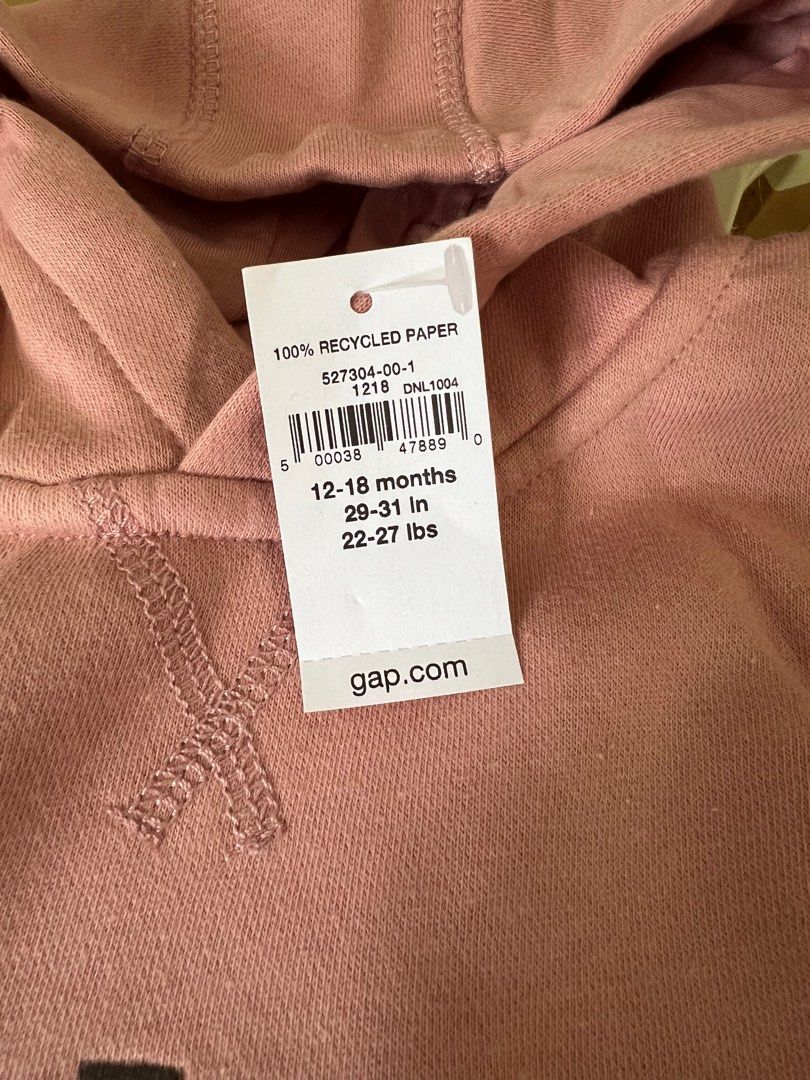 100% RECYCLED PAPER
527304-00-1
1218 DNL1004
5 00038 47889 0
12-18 months
29-31 in
22-27 lbs
gap.com